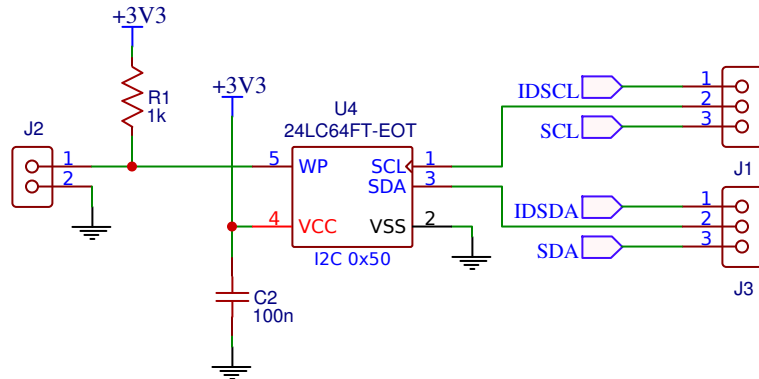 +3V3
R1
1k
J2
1
2
+3V3
U4
24LC64FT-EOT
5
WP
SCL
1
SDA
3
4
VCC
VSS
2
I2C 0x50
C2
100n
IDSCL
1
2
SCL
3
J1
IDSDA
1
2
SDA
3
J3